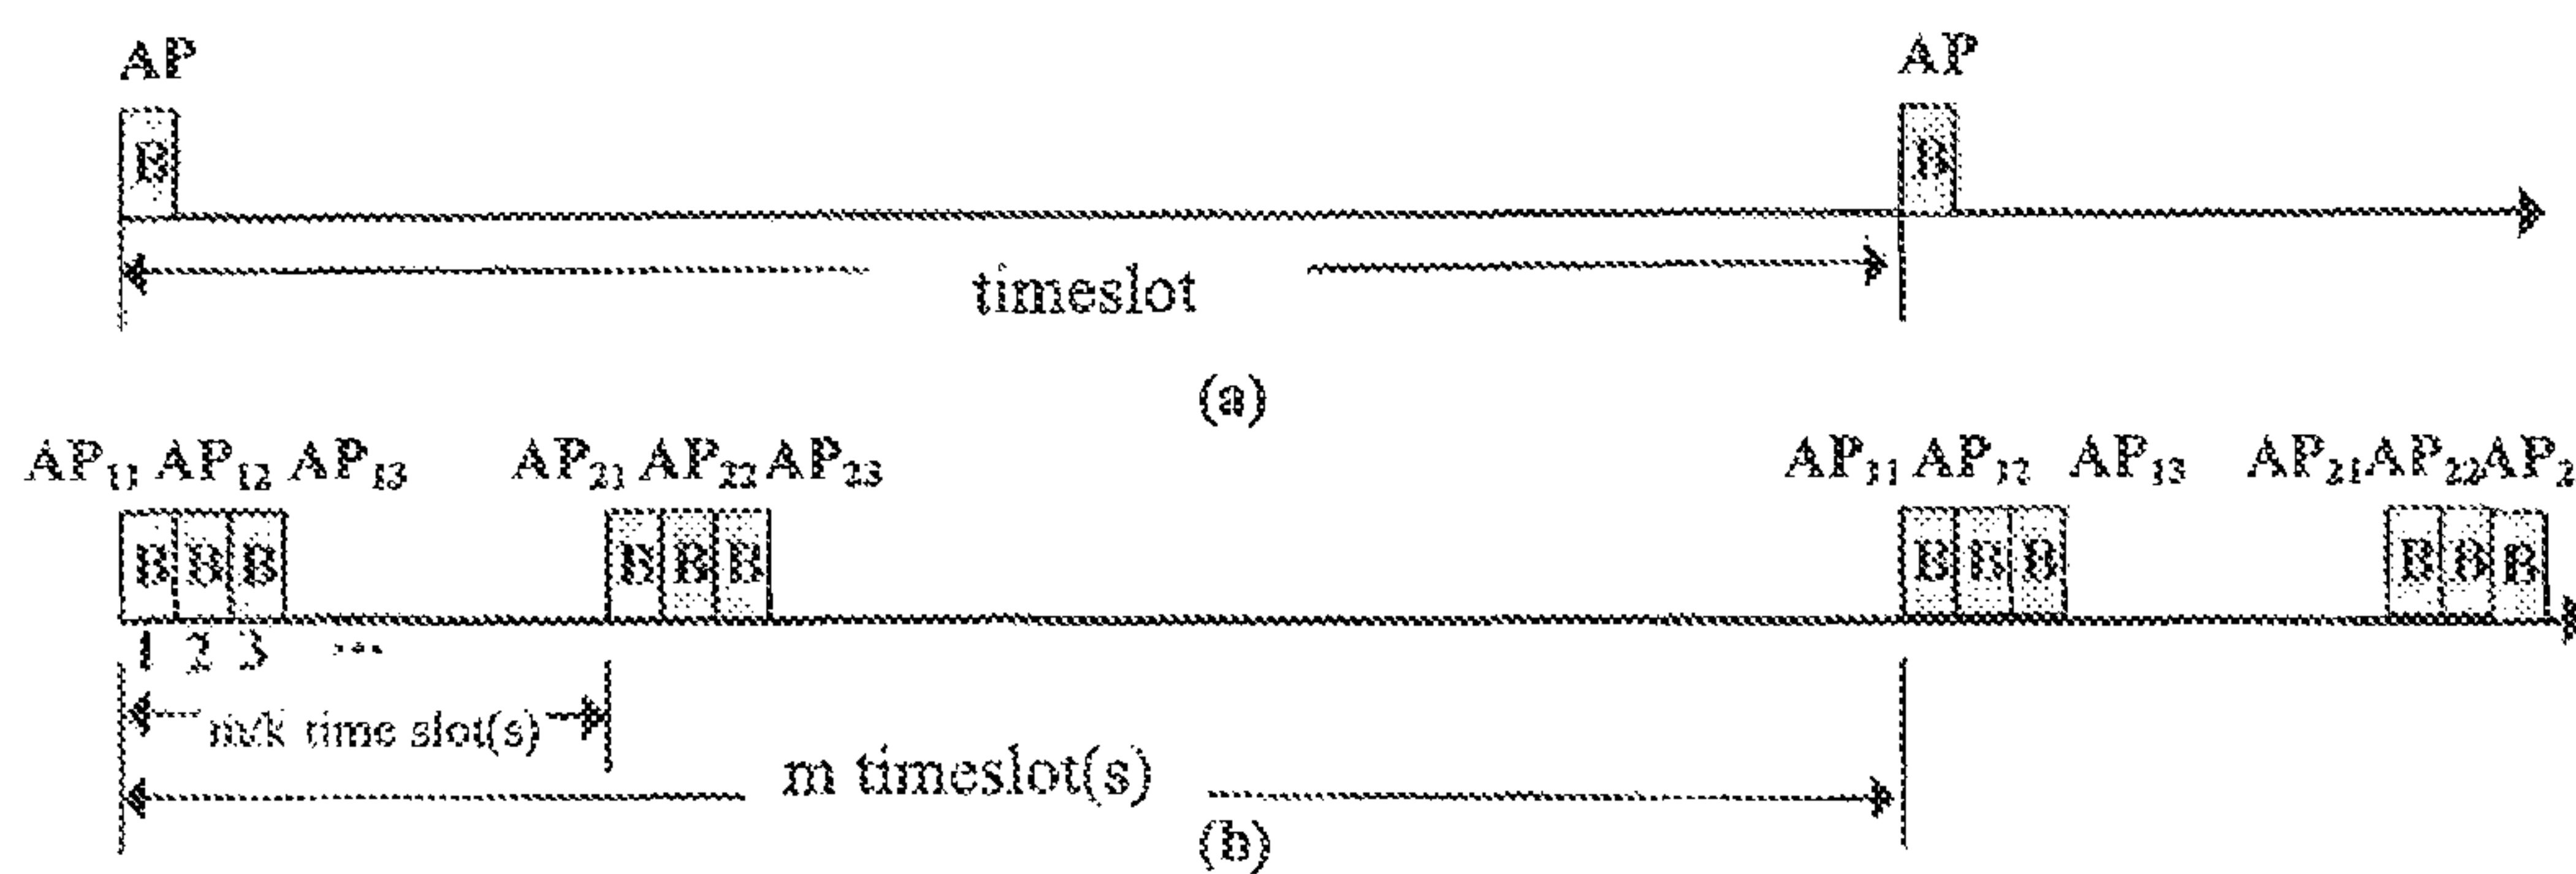 AP AP
B B
timeslot
(a)
AP₁₁ AP₁₂ AP₁₃ AP₂₁ AP₂₂ AP₂₃ AP₁₁ AP₁₂ AP₁₃ AP₂₁ AP₂₂ AP₂
B B B B B B B B B B B B
1 2 3 ...
m/k time slot(s)
m timeslot(s)
(b)